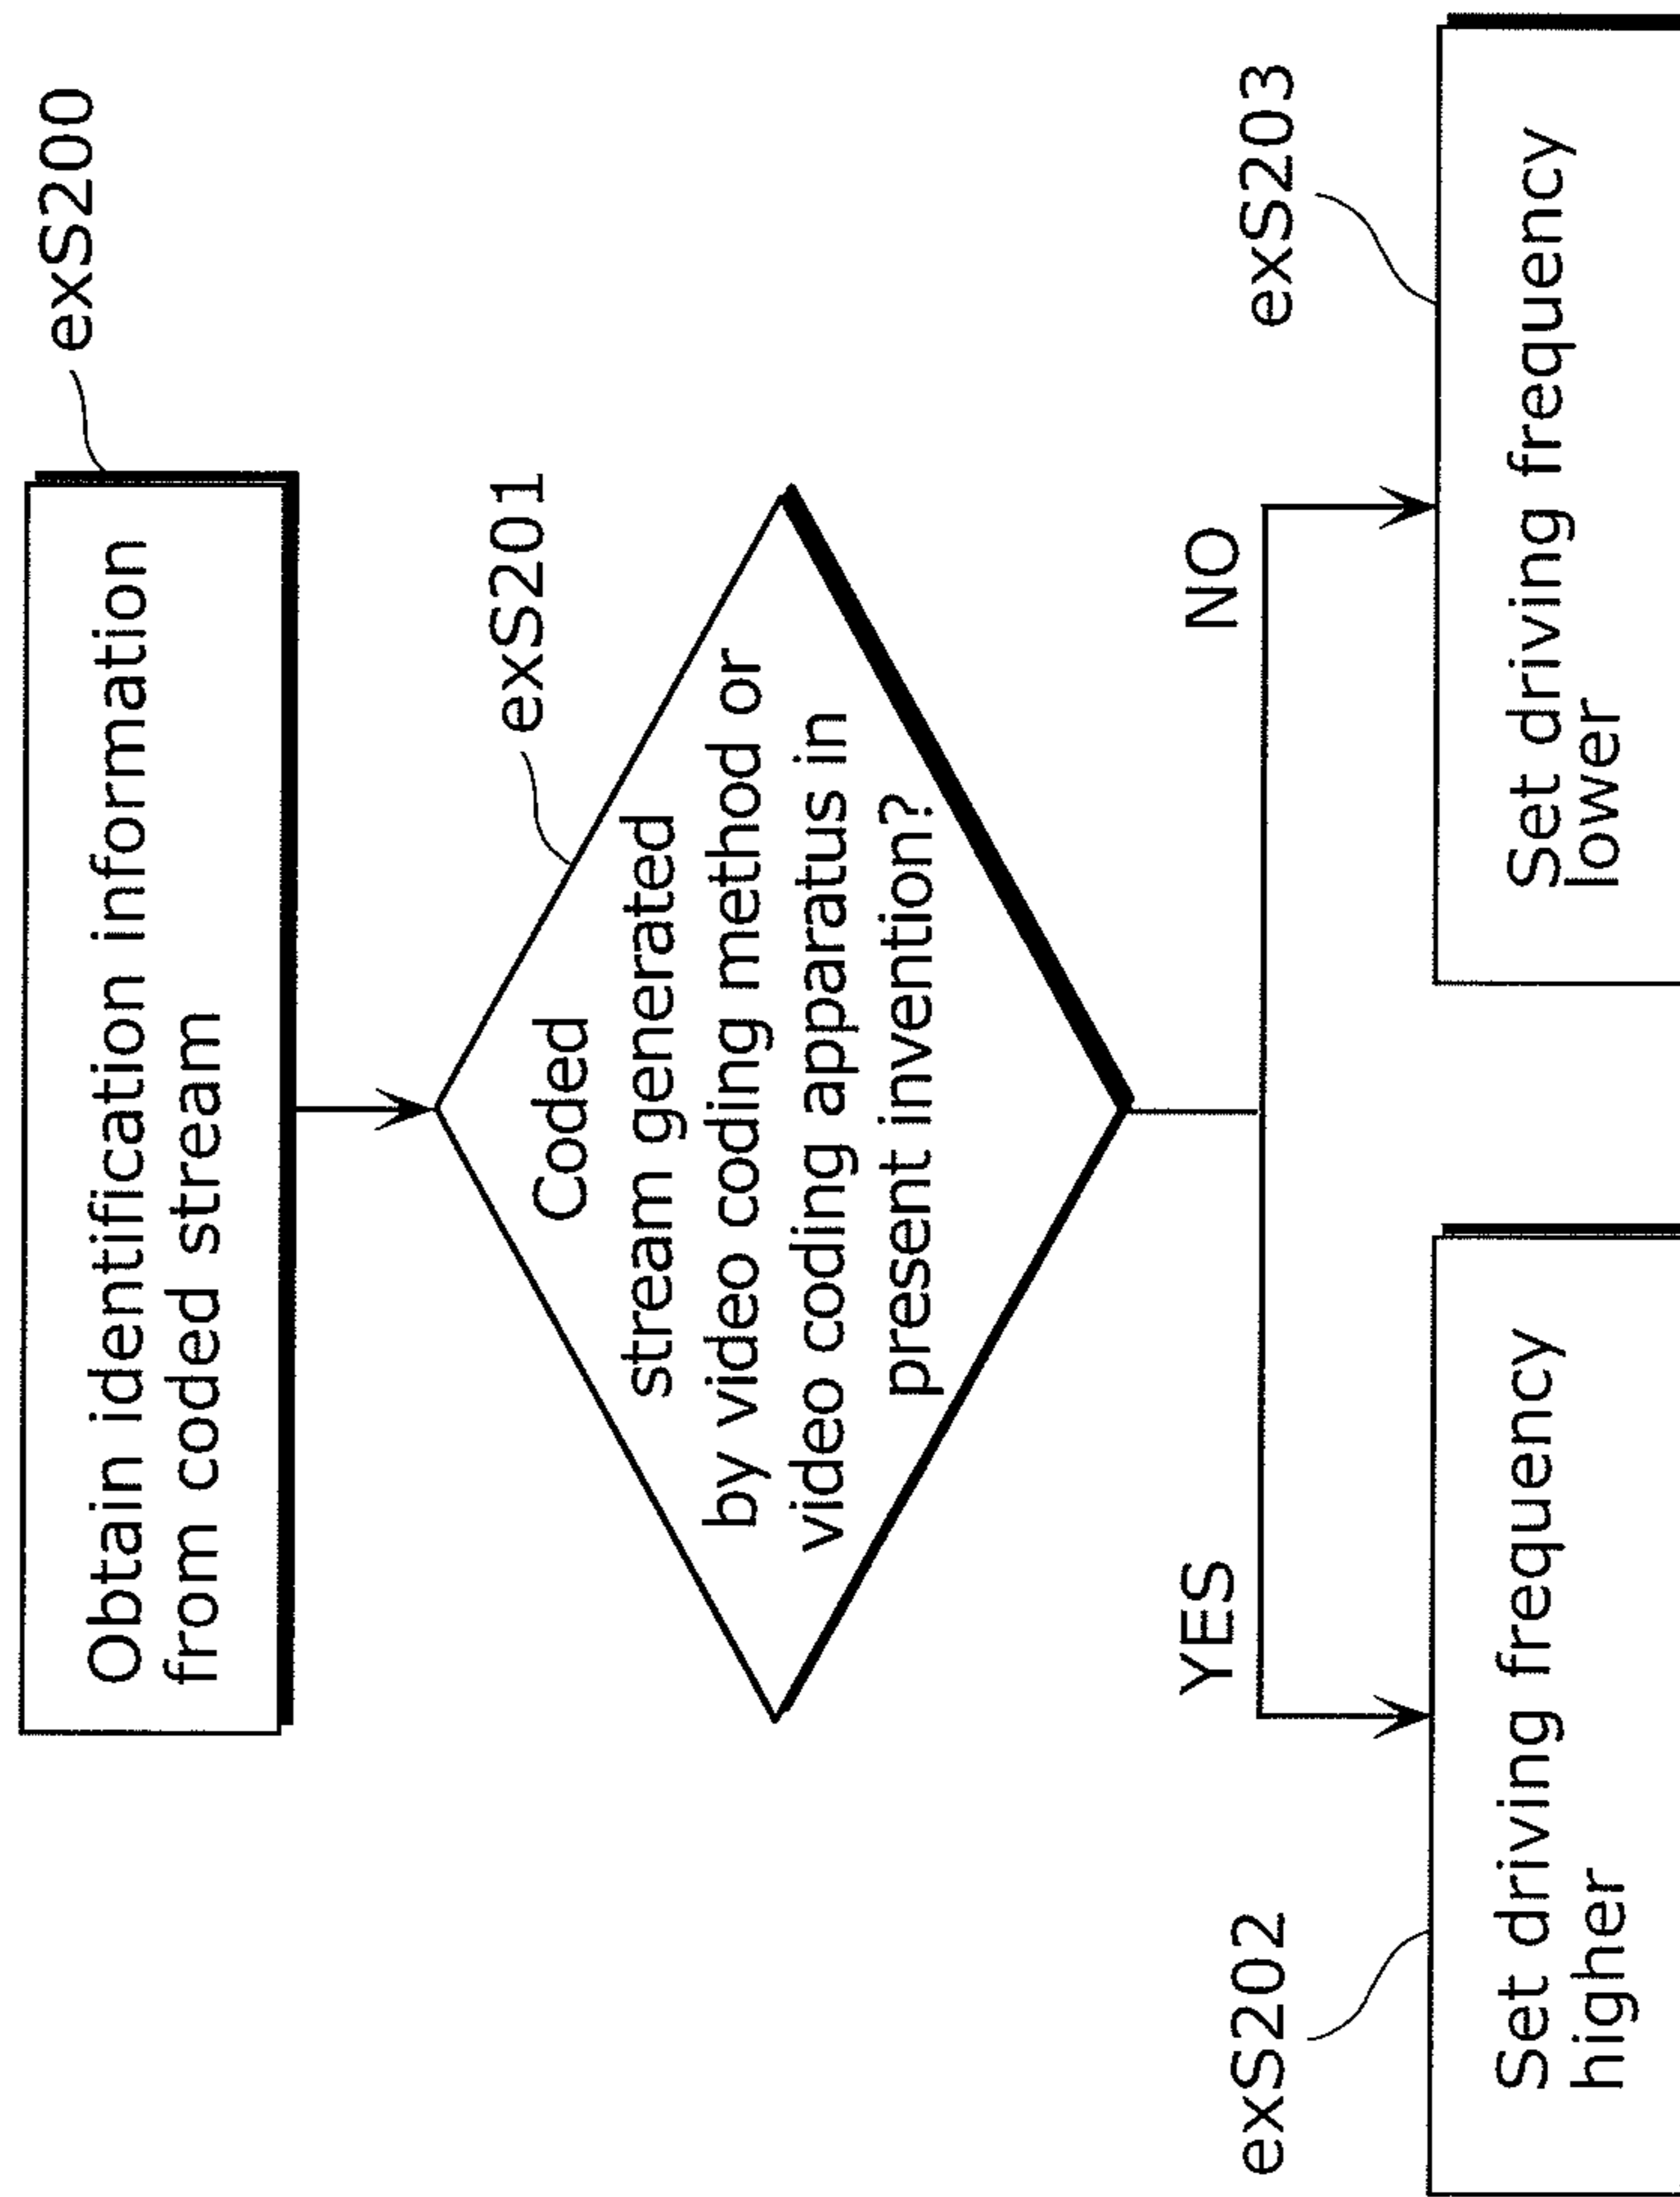 exS200
Obtain identification information
from coded stream
exS201
Coded
stream generated
by video coding method or
video coding apparatus in
present invention?
YES
NO
exS202
Set driving frequency
higher
exS203
Set driving frequency
lower